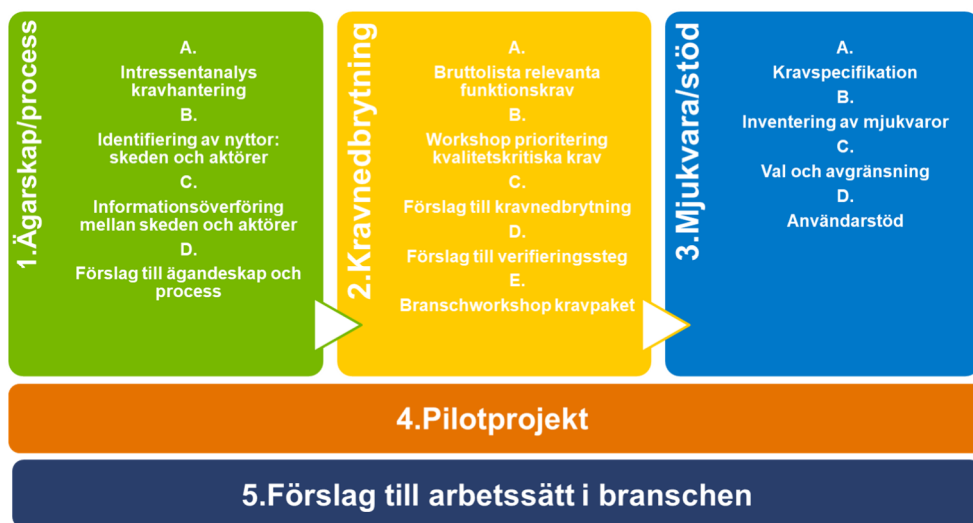 1.Ägarskap/process
A.
Intressentanalys
kravhantering
B.
Identifiering av nyttor:
skeden och aktörer
C.
Informationsöverföring
mellan skeden och aktörer
D.
Förslag till ägandeskap och
process
2.Kravnedbrytning
A.
Bruttolista relevanta
funktionskrav
B.
Workshop prioritering
kvalitetskritiska krav
C.
Förslag till kravnedbrytning
D.
Förslag till verifieringssteg
E.
Branschworkshop kravpaket
3.Mjukvara/stöd
A.
Kravspecifikation
B.
Inventering av mjukvaror
C.
Val och avgränsning
D.
Användarstöd
4.Pilotprojekt
5.Förslag till arbetssätt i branschen